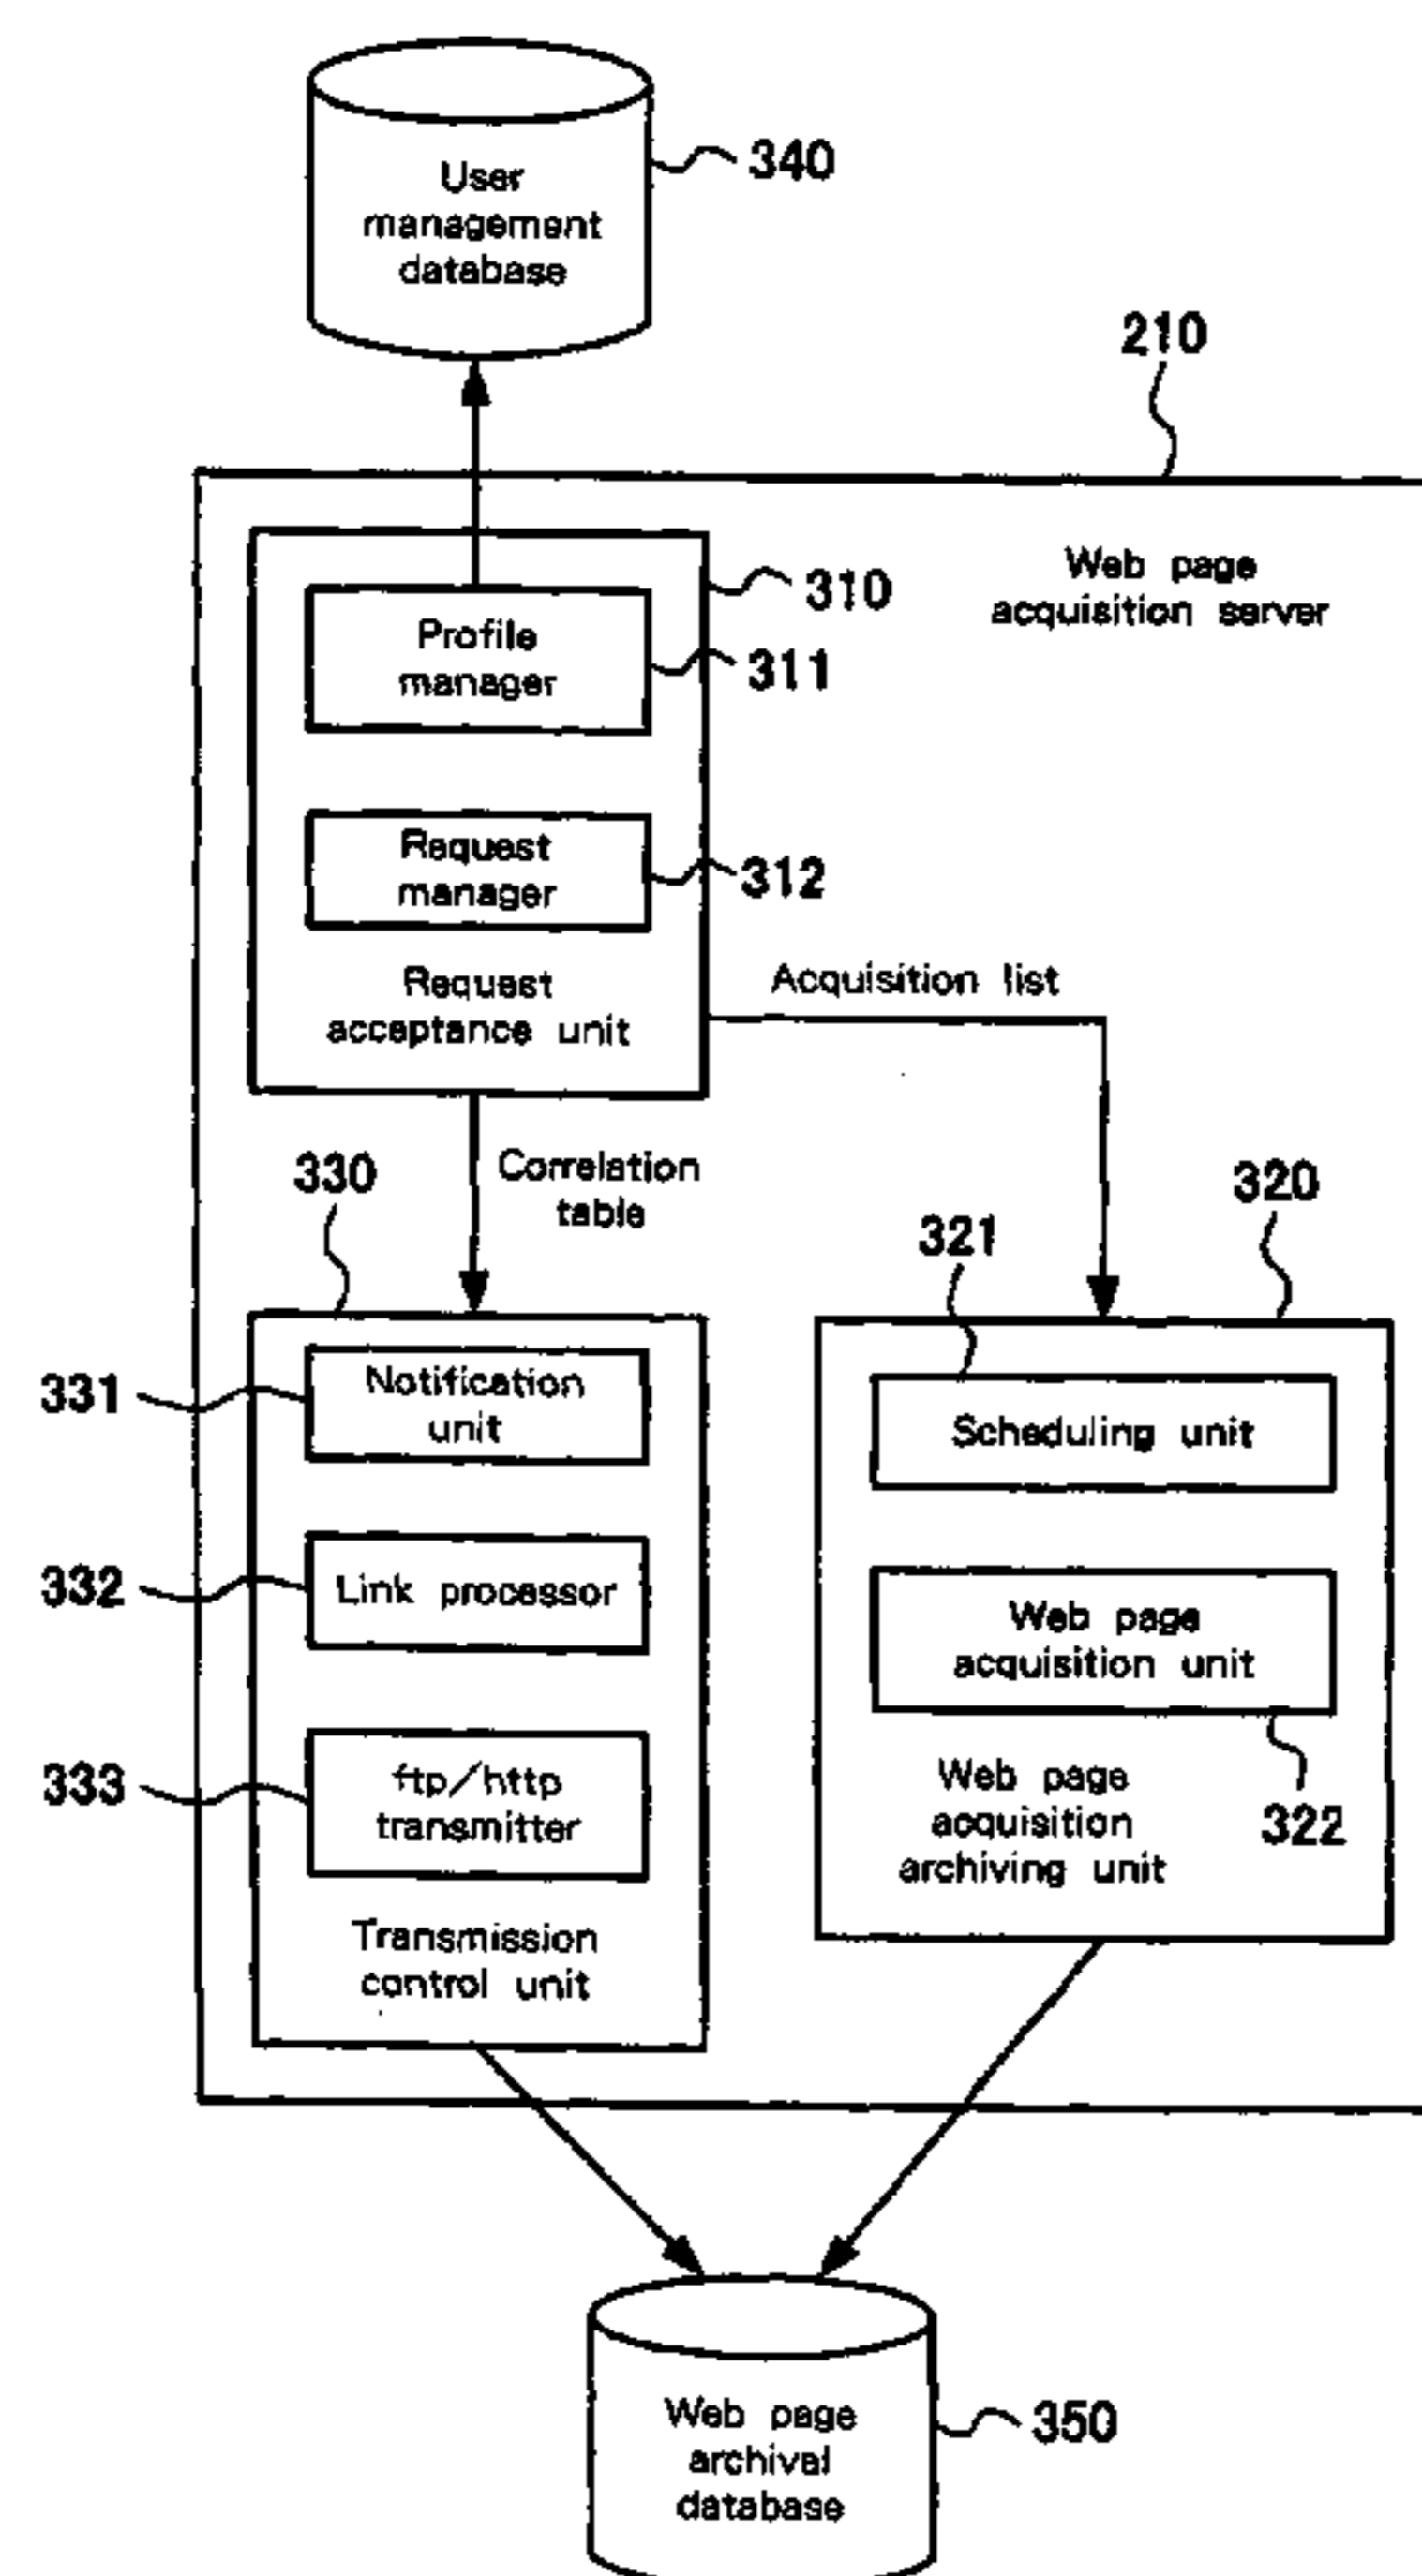 User
management
database
340
210
Web page
acquisition server
310
Profile
manager
311
Request
manager
312
Request
acceptance unit
Acquisition list
Correlation
table
330
320
321
331
Notification
unit
Scheduling unit
332
Link processor
Web page
acquisition unit
333
ftp/http
transmitter
322
Web page
acquisition
archiving unit
Transmission
control unit
Web page
archival
database
350